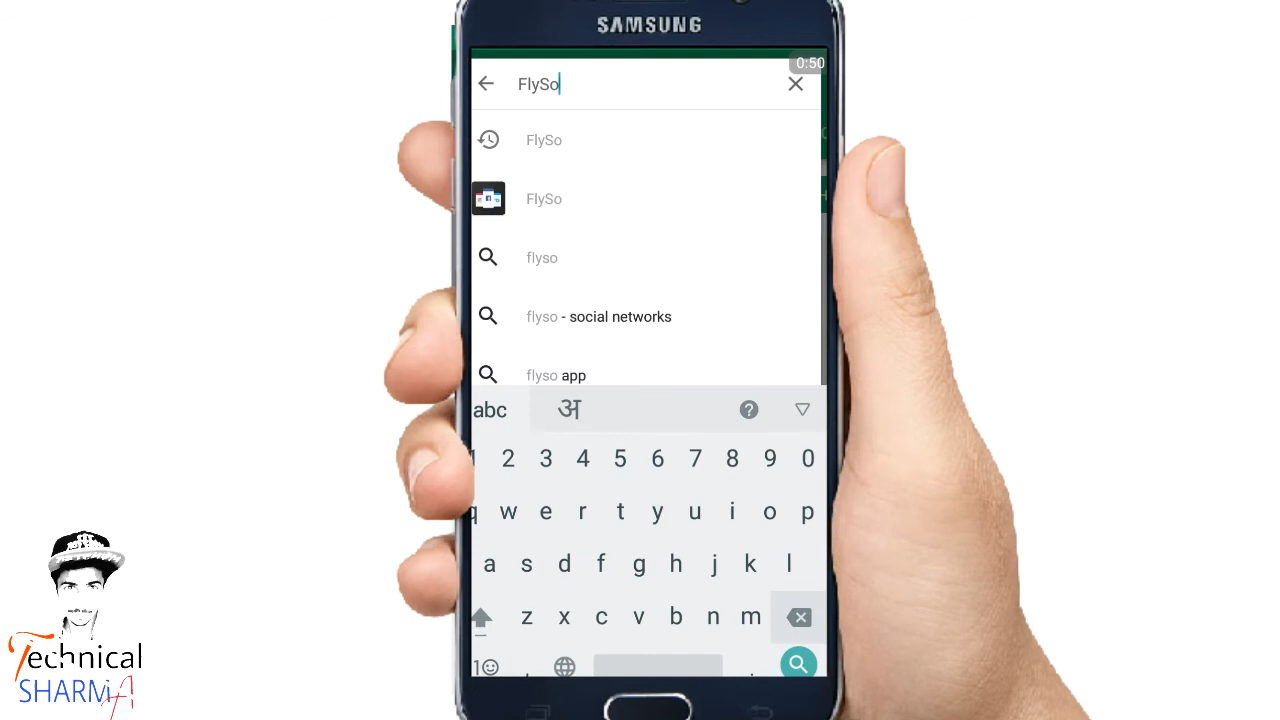 SAMSUNG
0:50
FlySo
FlySo
FlySo
flyso
flyso - social networks
flyso app
abc अ
1 2 3 4 5 6 7 8 9 0
q w e r t y u i o p
a s d f g h j k l
z x c v b n m
1 , .
Technical
SHARMA